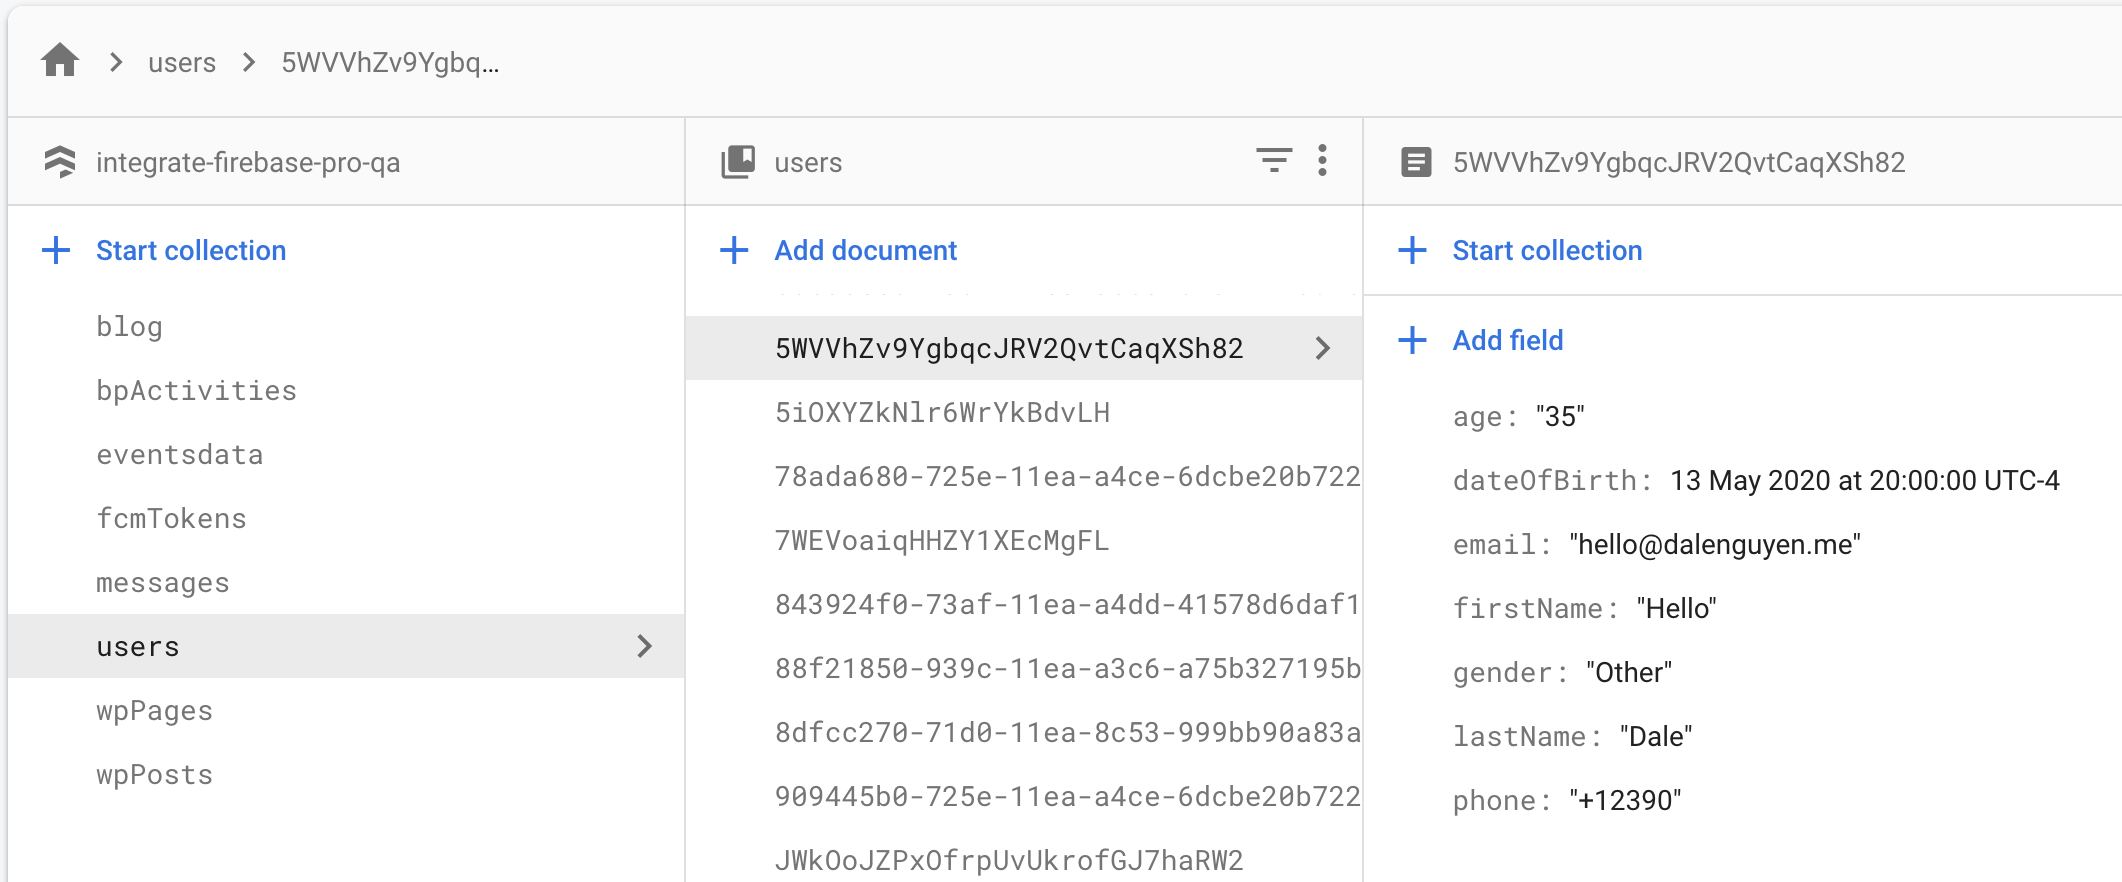 users
5WVVhZv9Ygbq...
integrate-firebase-pro-qa
Start collection
blog
bpActivities
eventsdata
fcmTokens
messages
users
wpPages
wpPosts
users
Add document
5WVVhZv9YgbqcJRV2QvtCaqXSh82
5iOXYZkNlr6WrYkBdvLH
78ada680-725e-11ea-a4ce-6dcbe20b722
7WEVoaiqHHZY1XEcMgFL
843924f0-73af-11ea-a4dd-41578d6daf1
88f21850-939c-11ea-a3c6-a75b327195b
8dfcc270-71d0-11ea-8c53-999bb90a83a
909445b0-725e-11ea-a4ce-6dcbe20b722
JWkOoJZPxOfrpUvUkrofGJ7haRW2
5WVVhZv9YgbqcJRV2QvtCaqXSh82
Start collection
Add field
age: "35"
dateOfBirth: 13 May 2020 at 20:00:00 UTC-4
email: "hello@dalenguyen.me"
firstName: "Hello"
gender: "Other"
lastName: "Dale"
phone: "+12390"